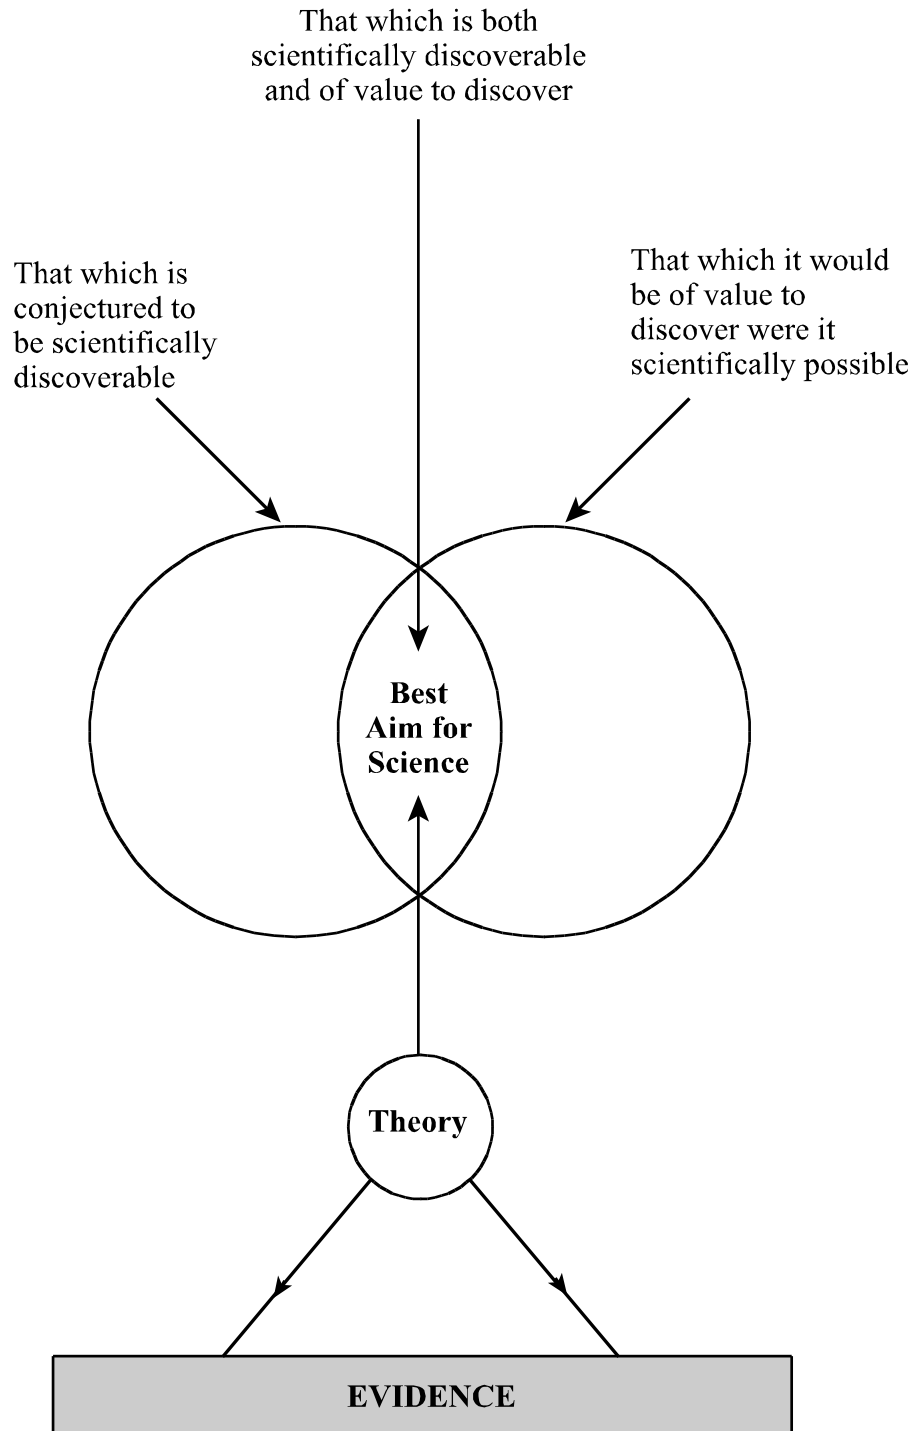 That which is both
scientifically discoverable
and of value to discover
That which is
conjectured to
be scientifically
discoverable
That which it would
be of value to
discover were it
scientifically possible
Best
Aim for
Science
Theory
EVIDENCE